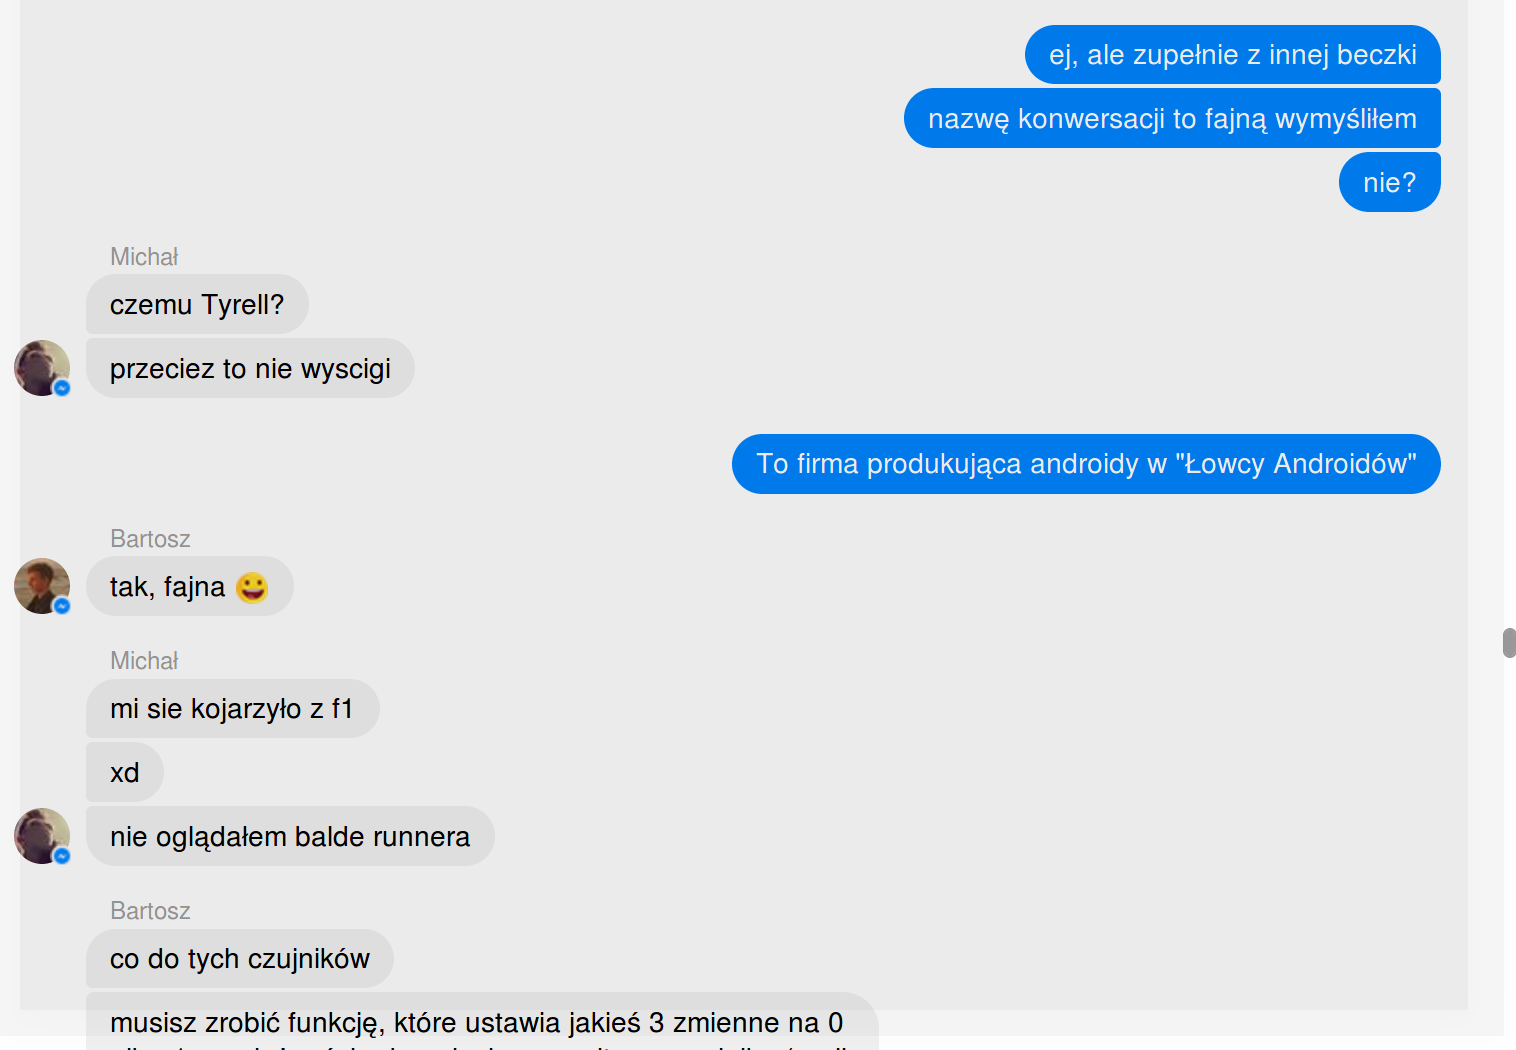 ej, ale zupełnie z innej beczki
nazwę konwersacji to fajną wymyśliłem
nie?
Michał
czemu Tyrell?
przeciez to nie wyscigi
To firma produkująca androidy w "Łowcy Androidów"
Bartosz
tak, fajna 😀
Michał
mi sie kojarzyło z f1
xd
nie oglądałem balde runnera
Bartosz
co do tych czujników
musisz zrobić funkcję, które ustawia jakieś 3 zmienne na 0